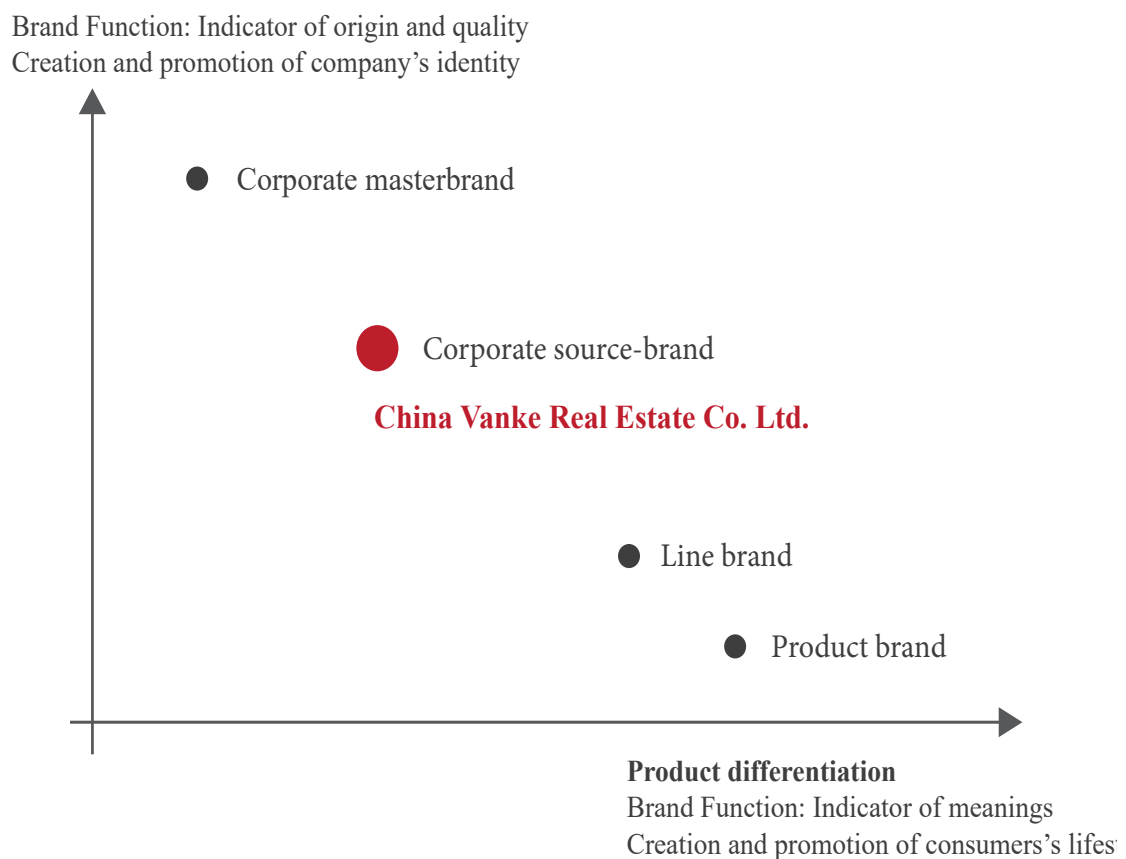 Brand Function: Indicator of origin and quality
Creation and promotion of company’s identity
Corporate masterbrand
Corporate source-brand
China Vanke Real Estate Co. Ltd.
Line brand
Product brand
Product differentiation
Brand Function: Indicator of meanings
Creation and promotion of consumers’s